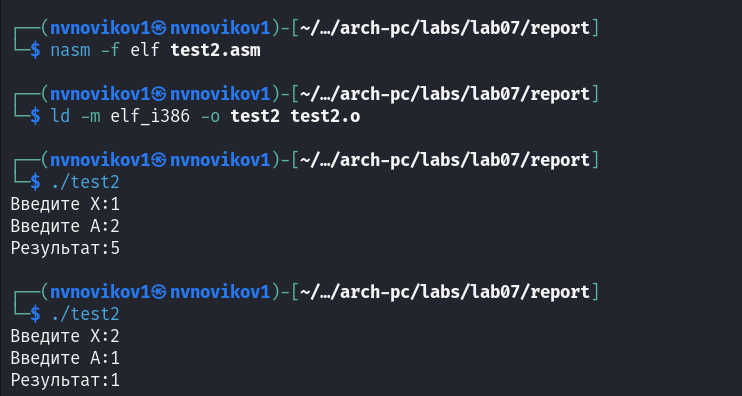 ┌──(nvnovikov1㉿nvnovikov1)-[~/…/arch-pc/labs/lab07/report]
└─$ nasm -f elf test2.asm
┌──(nvnovikov1㉿nvnovikov1)-[~/…/arch-pc/labs/lab07/report]
└─$ ld -m elf_i386 -o test2 test2.o
┌──(nvnovikov1㉿nvnovikov1)-[~/…/arch-pc/labs/lab07/report]
└─$ ./test2
Введите X:1
Введите A:2
Результат:5
┌──(nvnovikov1㉿nvnovikov1)-[~/…/arch-pc/labs/lab07/report]
└─$ ./test2
Введите X:2
Введите A:1
Результат:1